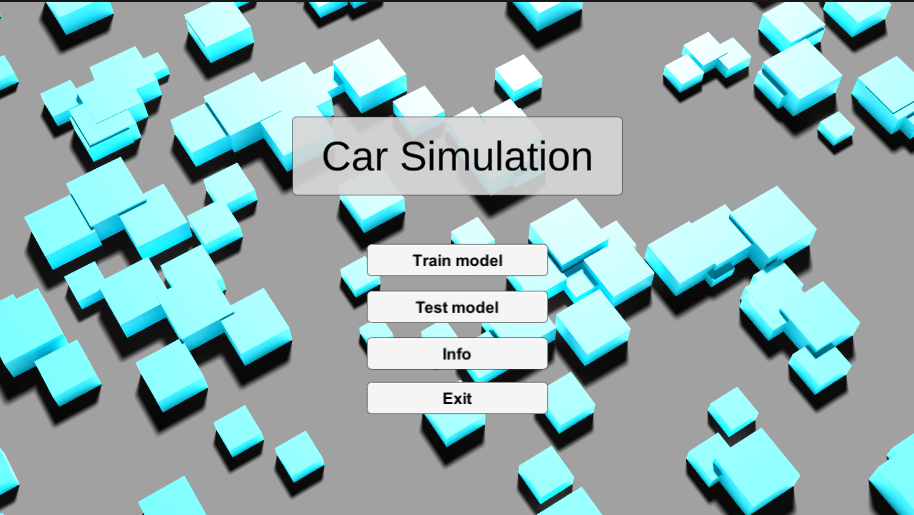 Car Simulation
Train model
Test model
Info
Exit